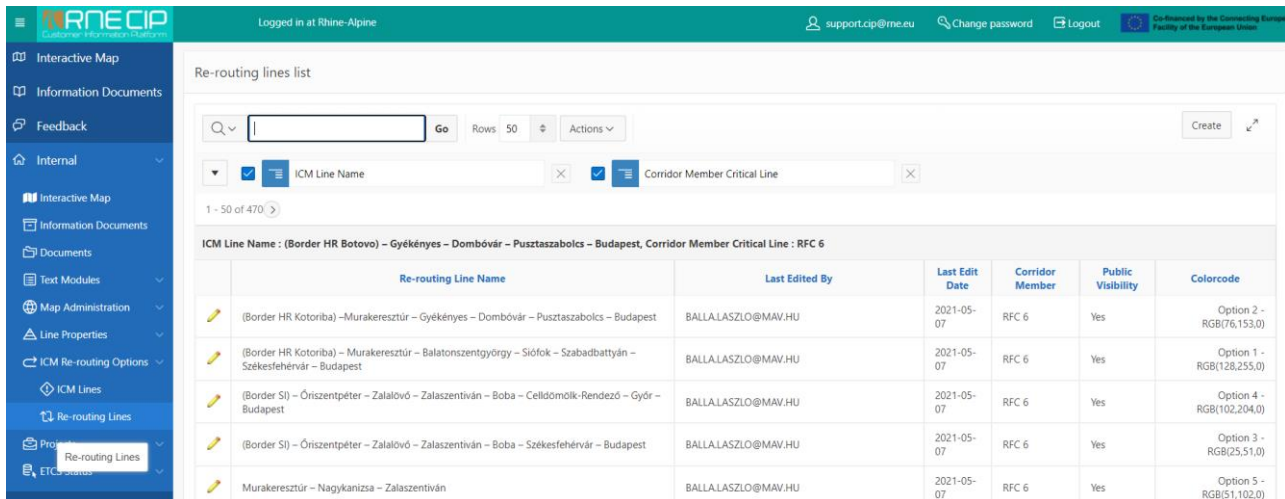 RNE CIP
Customer Information Platform
Logged in at Rhine-Alpine
support.cip@rne.eu
Change password
Logout
Co-financed by the Connecting Europe
Facility of the European Union
Interactive Map
Information Documents
Feedback
Internal
Interactive Map
Information Documents
Documents
Text Modules
Map Administration
Line Properties
ICM Re-routing Options
ICM Lines
Re-routing Lines
Re-routing Lines
ETCS Status
Re-routing lines list
Go
Rows 50
Actions
Create
ICM Line Name
Corridor Member Critical Line
1 - 50 of 470
ICM Line Name : (Border HR Botovo) – Gyékényes – Dombóvár – Pusztaszabolcs – Budapest, Corridor Member Critical Line : RFC 6
Re-routing Line Name
Last Edited By
Last Edit
Date
Corridor
Member
Public
Visibility
Colorcode
(Border HR Kotoriba) –Murakeresztúr – Gyékényes – Dombóvár – Pusztaszabolcs – Budapest
BALLA.LASZLO@MAV.HU
2021-05-
07
RFC 6
Yes
Option 2 -
RGB(76,153,0)
(Border HR Kotoriba) – Murakeresztúr – Balatonszentgyörgy – Siófok – Szabadbattyán –
Székesfehérvár – Budapest
BALLA.LASZLO@MAV.HU
2021-05-
07
RFC 6
Yes
Option 1 -
RGB(128,255,0)
(Border SI) – Őriszentpéter – Zalalövő – Zalaszentiván – Boba – Celldömölk-Rendező – Győr –
Budapest
BALLA.LASZLO@MAV.HU
2021-05-
07
RFC 6
Yes
Option 4 -
RGB(102,204,0)
(Border SI) – Őriszentpéter – Zalalövő – Zalaszentiván – Boba – Székesfehérvár – Budapest
BALLA.LASZLO@MAV.HU
2021-05-
07
RFC 6
Yes
Option 3 -
RGB(25,51,0)
Murakeresztúr – Nagykanizsa – Zalaszentiván
BALLA.LASZLO@MAV.HU
2021-05-
07
RFC 6
Yes
Option 5 -
RGB(51,102,0)